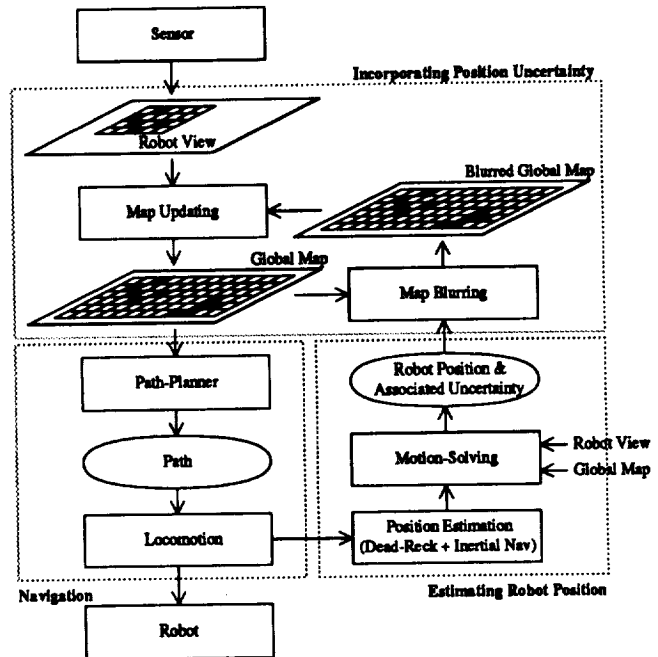 Sensor
Incorporating Position Uncertainty
Robot View
Blurred Global Map
Map Updating
Global Map
Map Blurring
Path-Planner
Robot Position &
Associated Uncertainty
Path
Motion-Solving
Robot View
Global Map
Locomotion
Position Estimation
(Dead-Reck + Inertial Nav)
Navigation
Estimating Robot Position
Robot